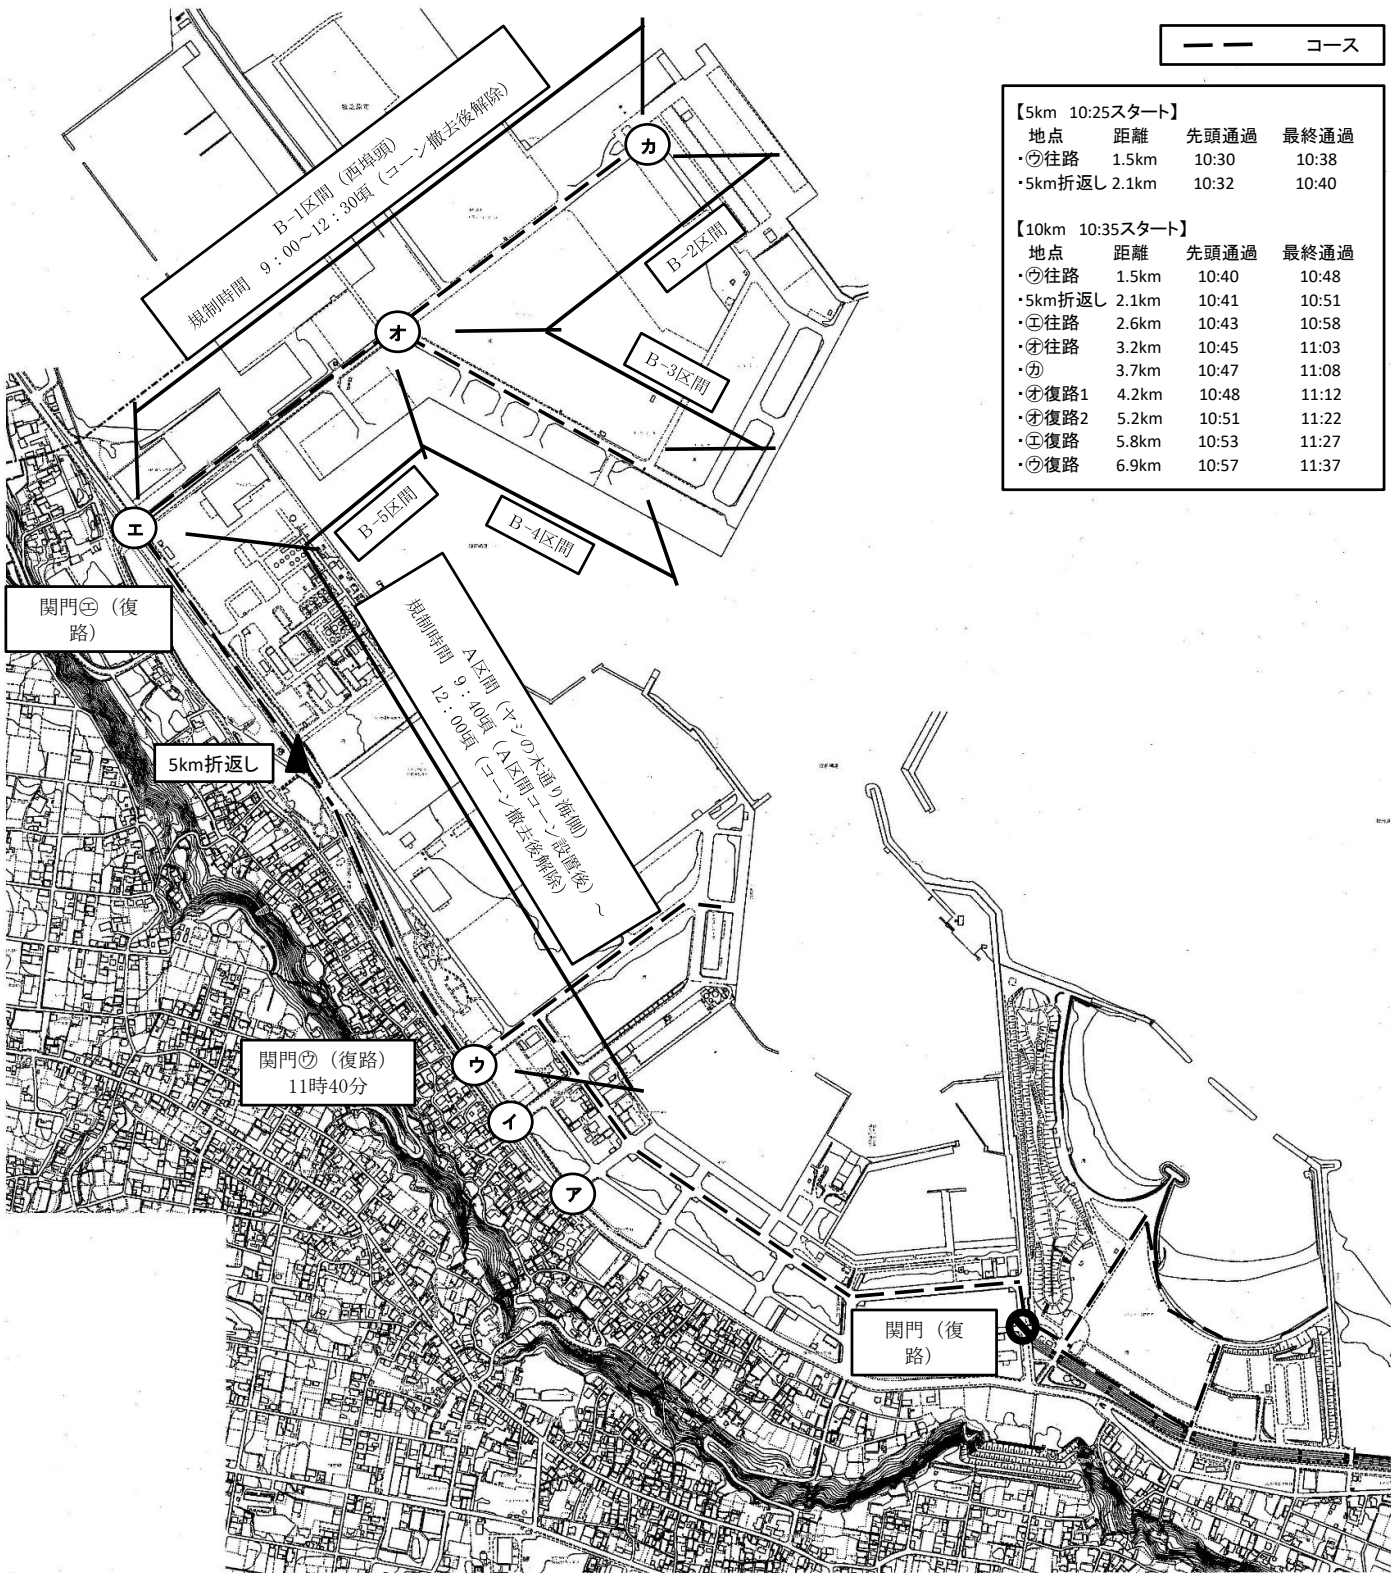 コース
【5km 10:25スタート】
地点 距離 先頭通過 最終通過
・㋒往路 1.5km 10:30 10:38
・5km折返し 2.1km 10:32 10:40
【10km 10:35スタート】
地点 距離 先頭通過 最終通過
・㋒往路 1.5km 10:40 10:48
・5km折返し 2.1km 10:41 10:51
・㋓往路 2.6km 10:43 10:58
・㋔往路 3.2km 10:45 11:03
・㋕ 3.7km 10:47 11:08
・㋔復路1 4.2km 10:48 11:12
・㋔復路2 5.2km 10:51 11:22
・㋓復路 5.8km 10:53 11:27
・㋒復路 6.9km 10:57 11:37
B-1区間（西埠頭）
規制時間 9：00～12：30頃（コーン撤去後解除）
カ
B-2区間
オ
B-3区間
B-5区間
B-4区間
エ
関門㋓（復
路）
A区間（ヤシの木通り海側）
規制時間 9：40頃（A区間コーン設置後）～
12：00頃（コーン撤去後解除）
5km折返し
関門㋒（復路）
11時40分
ウ
イ
ア
関門（復
路）